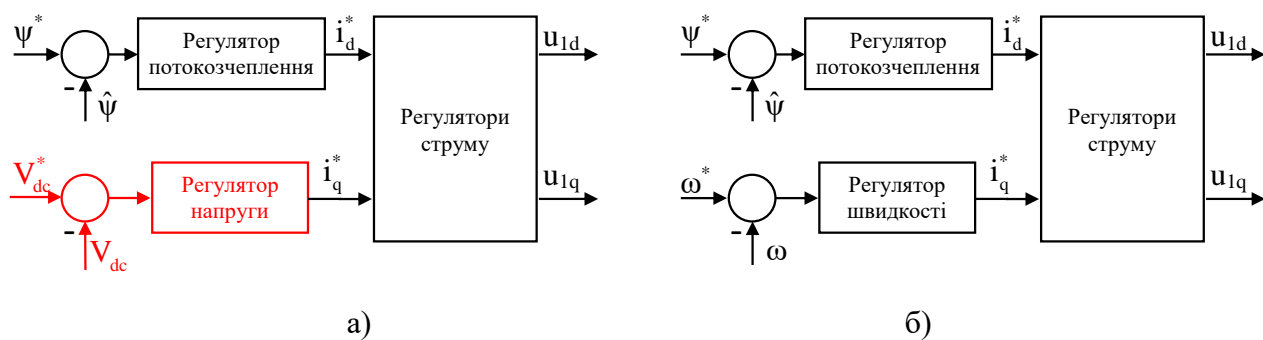 ψ*
Регулятор
потокозчеплення
i*d
u1d
-
ψ̂
Регулятори
струму
V*dc
Регулятор
напруги
i*q
u1q
-
Vdc
а)
ψ*
Регулятор
потокозчеплення
i*d
u1d
-
ψ̂
Регулятори
струму
ω*
Регулятор
швидкості
i*q
u1q
-
ω
б)